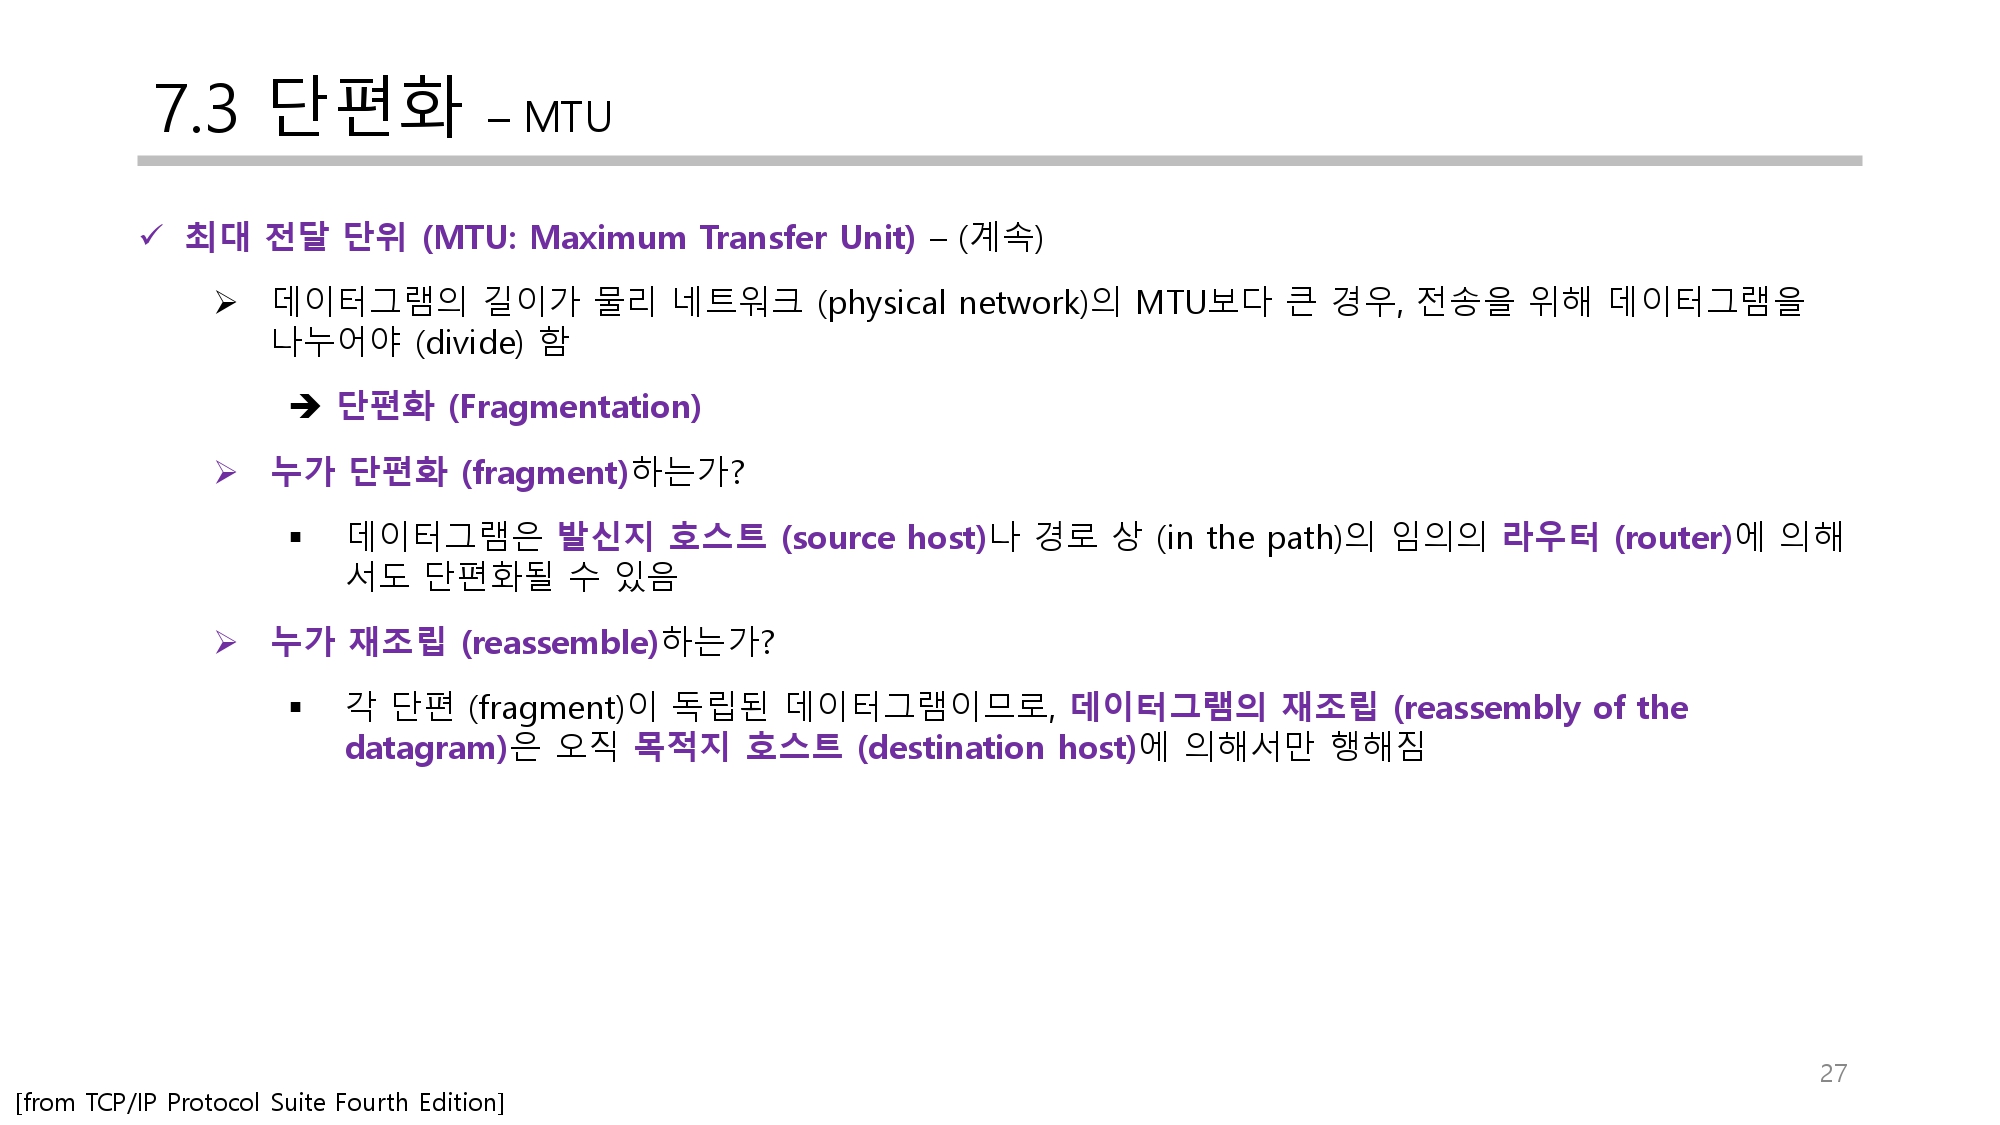 7.3 단편화 – MTU
✓ 최대 전달 단위 (MTU: Maximum Transfer Unit) – (계속)
➢ 데이터그램의 길이가 물리 네트워크 (physical network)의 MTU보다 큰 경우, 전송을 위해 데이터그램을
나누어야 (divide) 함
➔ 단편화 (Fragmentation)
➢ 누가 단편화 (fragment)하는가?
▪ 데이터그램은 발신지 호스트 (source host)나 경로 상 (in the path)의 임의의 라우터 (router)에 의해
서도 단편화될 수 있음
➢ 누가 재조립 (reassemble)하는가?
▪ 각 단편 (fragment)이 독립된 데이터그램이므로, 데이터그램의 재조립 (reassembly of the
datagram)은 오직 목적지 호스트 (destination host)에 의해서만 행해짐
27
[from TCP/IP Protocol Suite Fourth Edition]